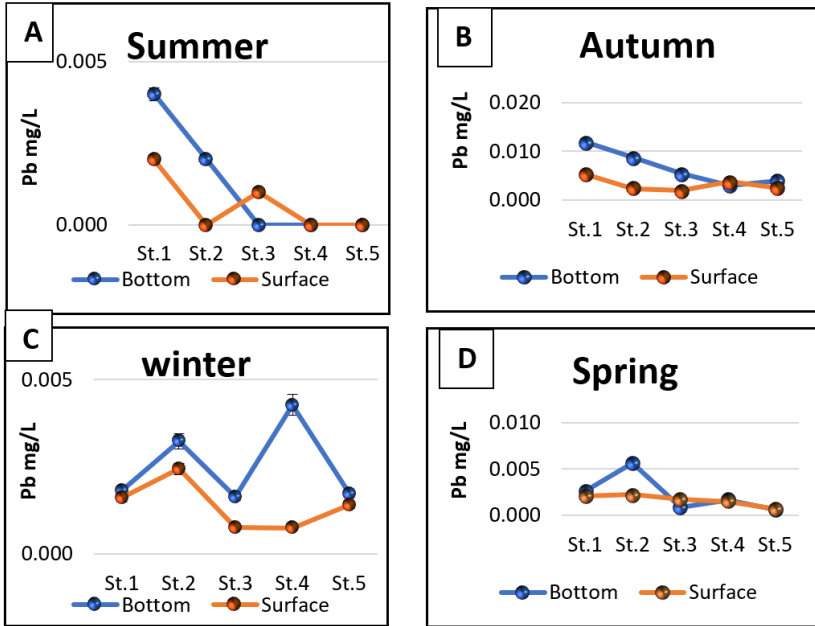 A
Summer
0.005
Pb mg/L
0.000
St.1 St.2 St.3 St.4 St.5
Bottom Surface
B
Autumn
0.020
0.010
0.000
Pb mg/L
St.1 St.2 St.3 St.4 St.5
Bottom Surface
C
winter
0.005
Pb mg/L
0.000
St.1 St.2 St.3 St.4 St.5
Bottom Surface
D
Spring
0.010
0.005
0.000
Pb mg/L
St.1 St.2 St.3 St.4 St.5
Bottom Surface